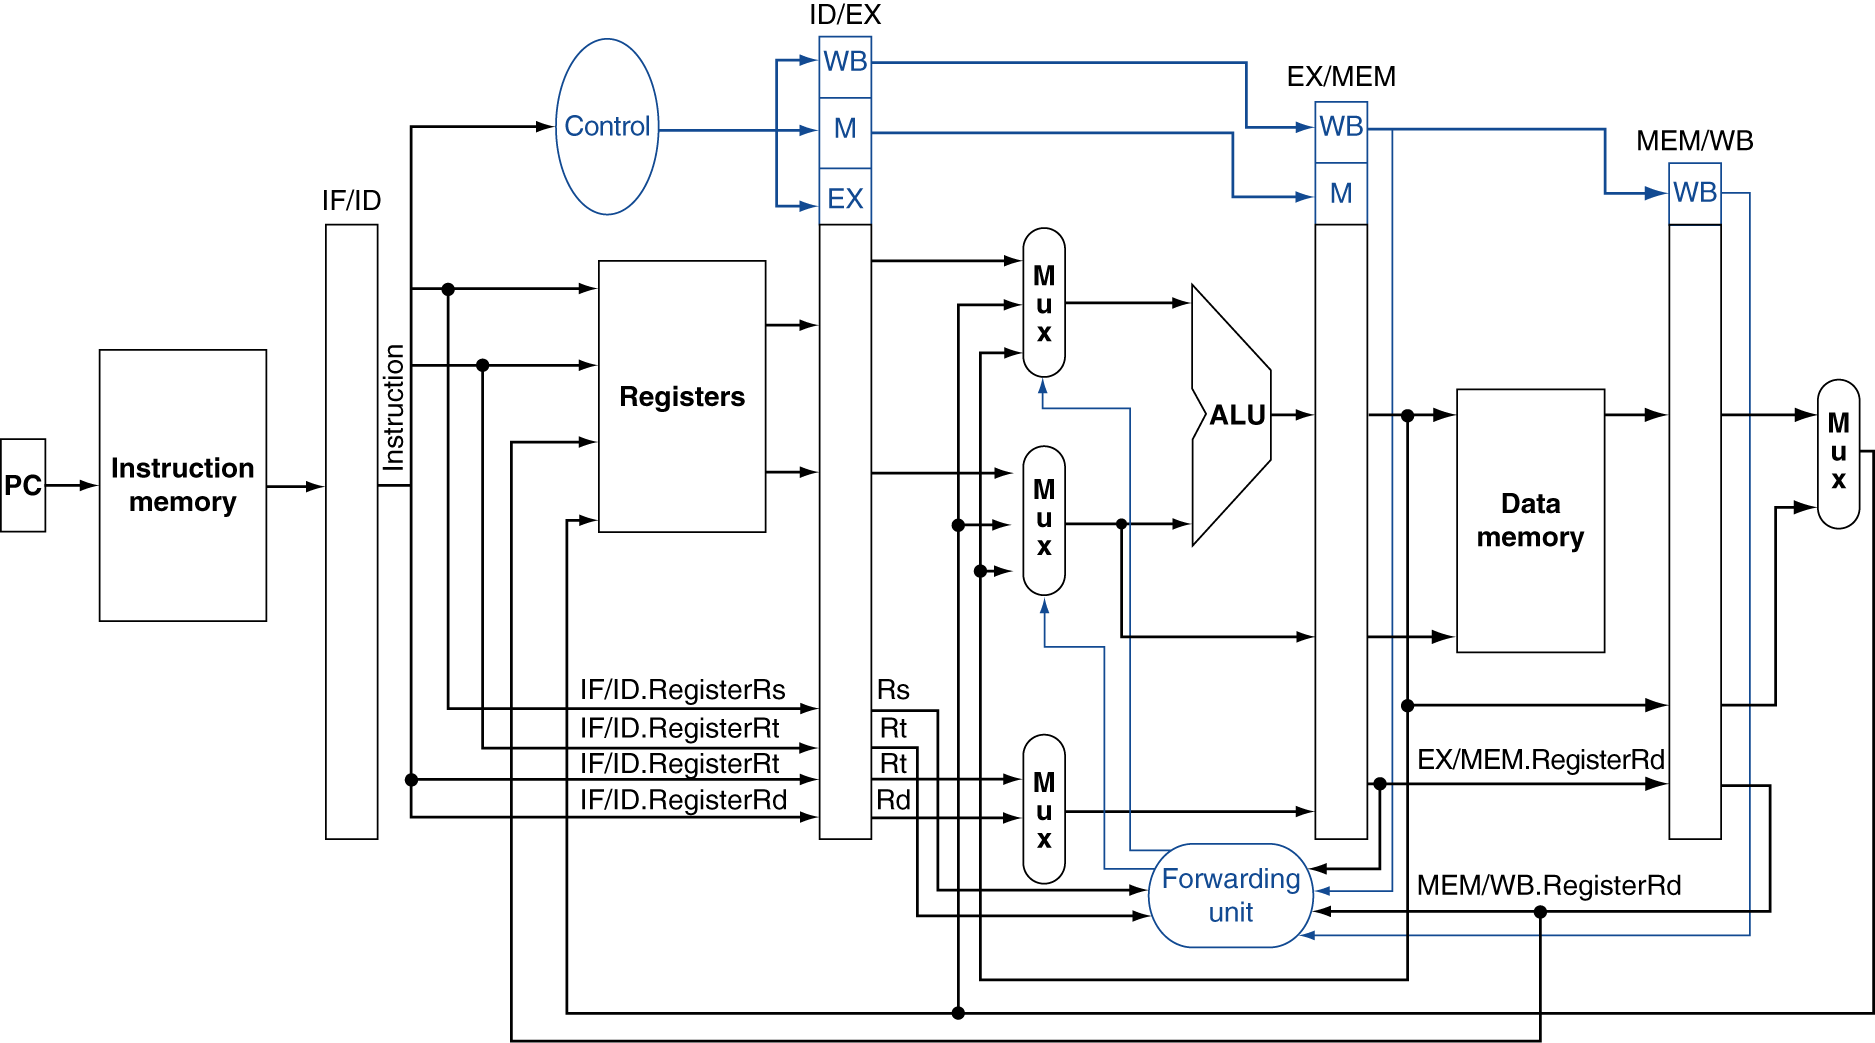 ID/EX
WB
Control
M
EX
EX/MEM
WB
M
MEM/WB
WB
IF/ID
PC
Instruction
memory
Instruction
Registers
M
u
x
M
u
x
ALU
Data
memory
M
u
x
IF/ID.RegisterRs
IF/ID.RegisterRt
IF/ID.RegisterRt
IF/ID.RegisterRd
Rs
Rt
Rt
Rd
M
u
x
EX/MEM.RegisterRd
Forwarding
unit
MEM/WB.RegisterRd